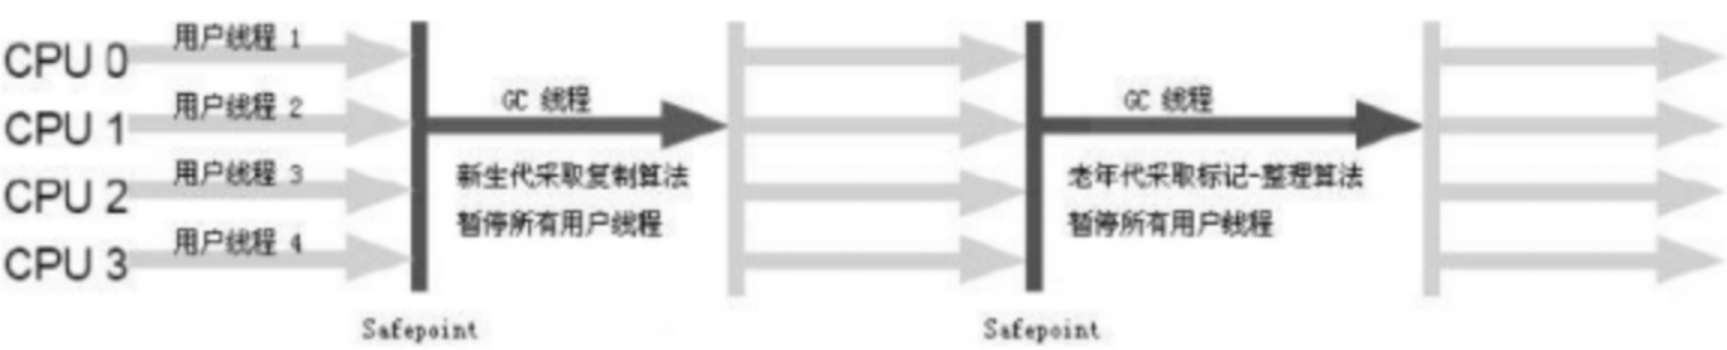 CPU 0
用户线程 1
CPU 1
用户线程 2
CPU 2
用户线程 3
CPU 3
用户线程 4
GC 线程
新生代采取复制算法
暂停所有用户线程
Safepoint
GC 线程
老年代采取标记-整理算法
暂停所有用户线程
Safepoint